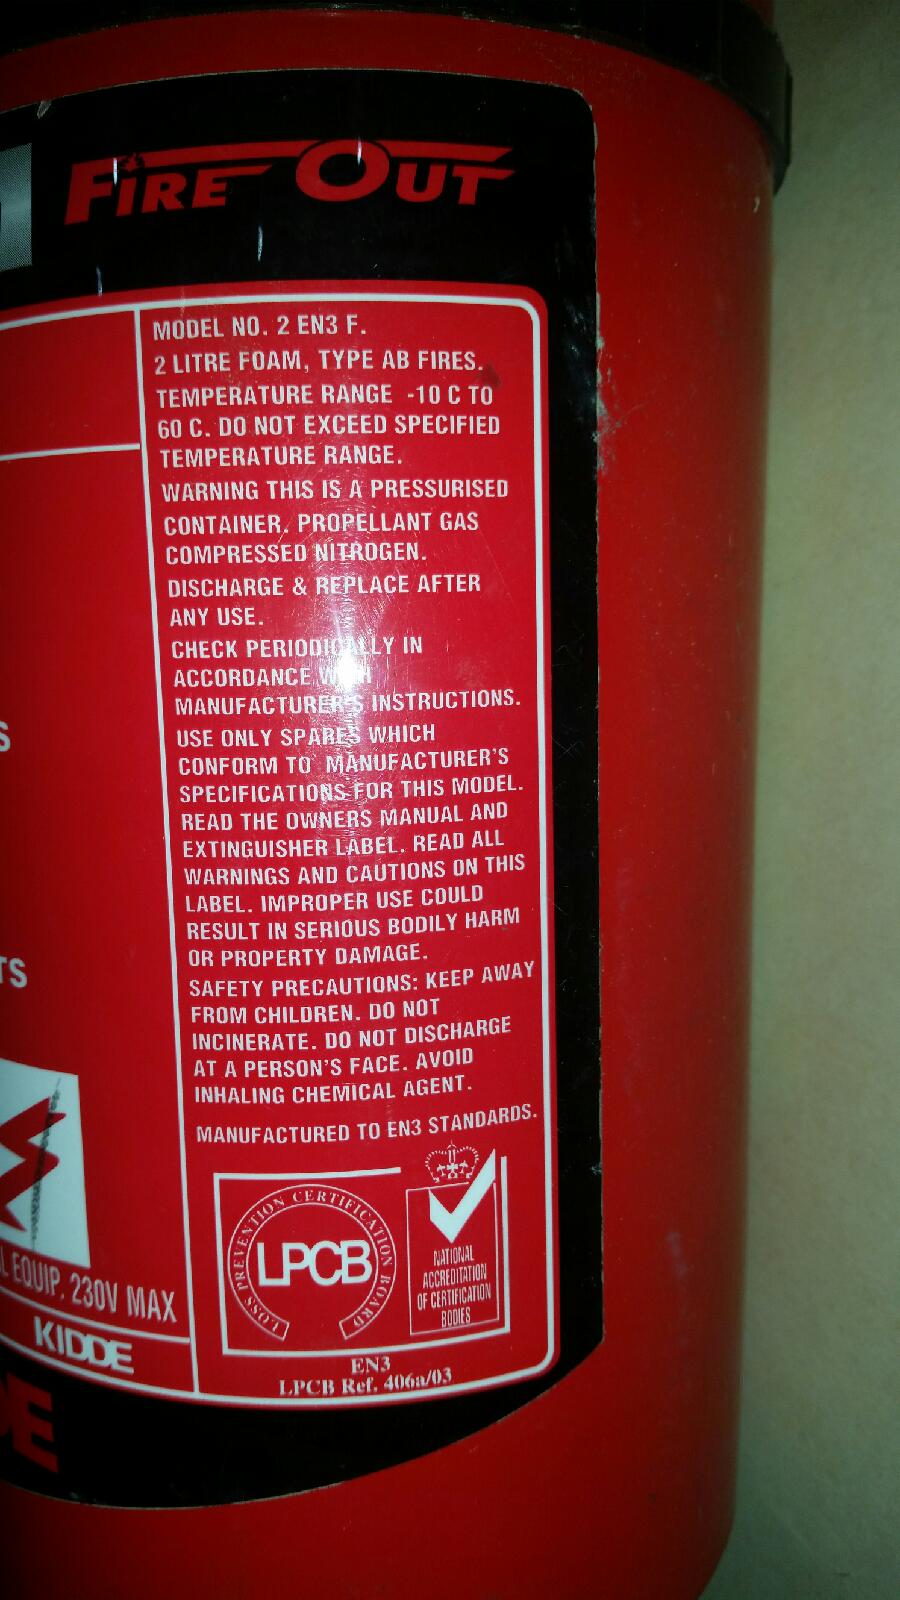 FIRE OUT
MODEL NO. 2 EN3 F.
2 LITRE FOAM, TYPE AB FIRES.
TEMPERATURE RANGE -10 C TO
60 C. DO NOT EXCEED SPECIFIED
TEMPERATURE RANGE.
WARNING THIS IS A PRESSURISED
CONTAINER. PROPELLANT GAS
COMPRESSED NITROGEN.
DISCHARGE & REPLACE AFTER
ANY USE.
CHECK PERIODICALLY IN
ACCORDANCE WITH
MANUFACTURER'S INSTRUCTIONS.
USE ONLY SPARES WHICH
CONFORM TO MANUFACTURER'S
SPECIFICATIONS FOR THIS MODEL.
READ THE OWNERS MANUAL AND
EXTINGUISHER LABEL. READ ALL
WARNINGS AND CAUTIONS ON THIS
LABEL. IMPROPER USE COULD
RESULT IN SERIOUS BODILY HARM
OR PROPERTY DAMAGE.
SAFETY PRECAUTIONS: KEEP AWAY
FROM CHILDREN. DO NOT
INCINERATE. DO NOT DISCHARGE
AT A PERSON'S FACE. AVOID
INHALING CHEMICAL AGENT.
MANUFACTURED TO EN3 STANDARDS.
LOSS PREVENTION CERTIFICATION BOARD
LPCB
NATIONAL
ACCREDITATION
OF CERTIFICATION
BODIES
EN3
LPCB Ref. 406a/03
S
TS
L EQUIP. 230V MAX
KIDDE
DE